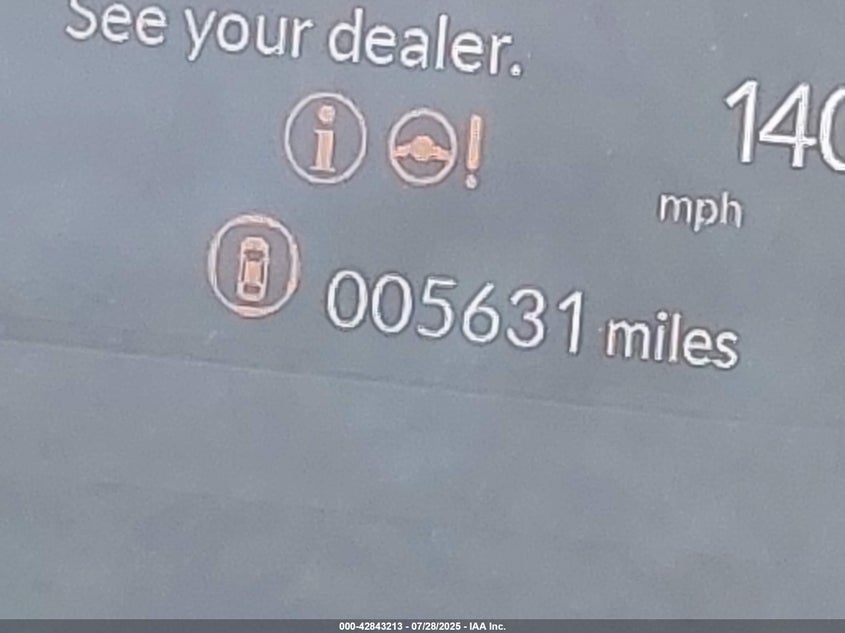 See your dealer.
140
mph
005631 miles
000-42843213 - 07/28/2025 - IAA Inc.